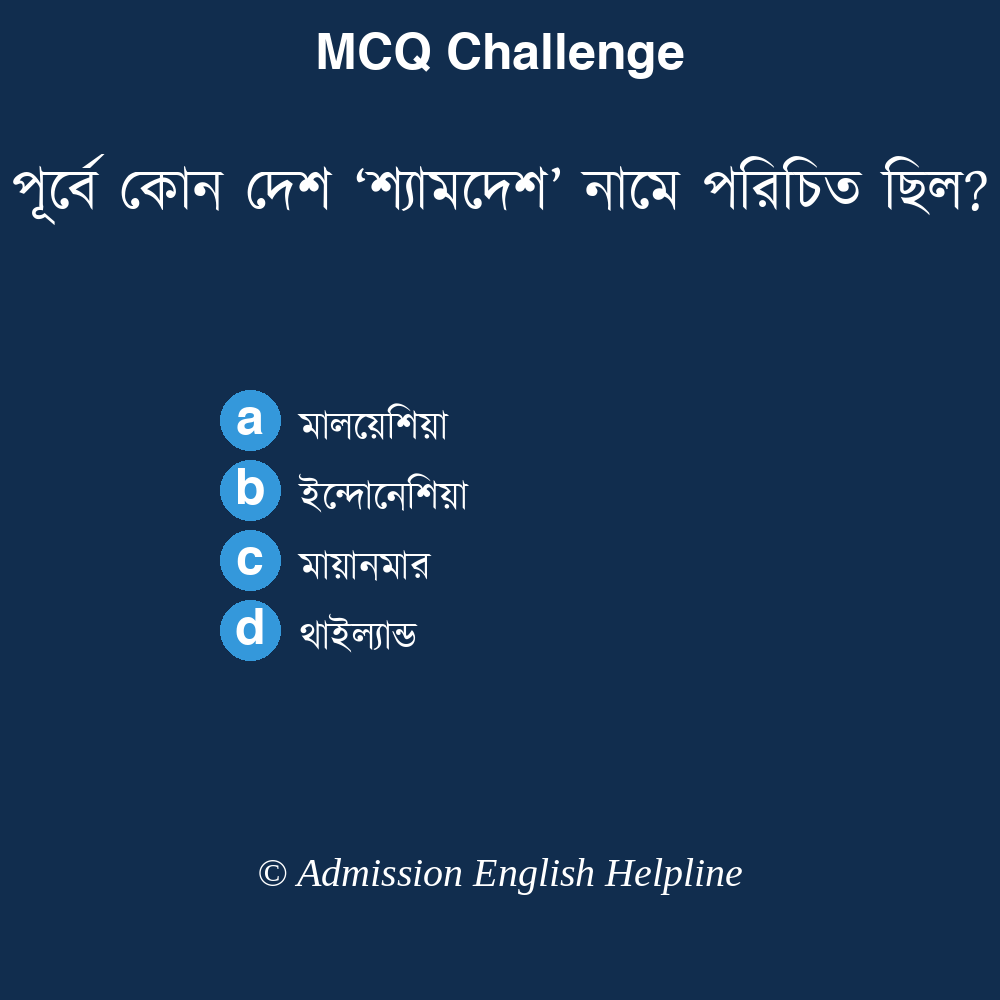 MCQ Challenge
পূর্বে কোন দেশ ‘শ্যামদেশ’ নামে পরিচিত ছিল?
a মালয়েশিয়া
b ইন্দোনেশিয়া
c মায়ানমার
d থাইল্যান্ড
© Admission English Helpline